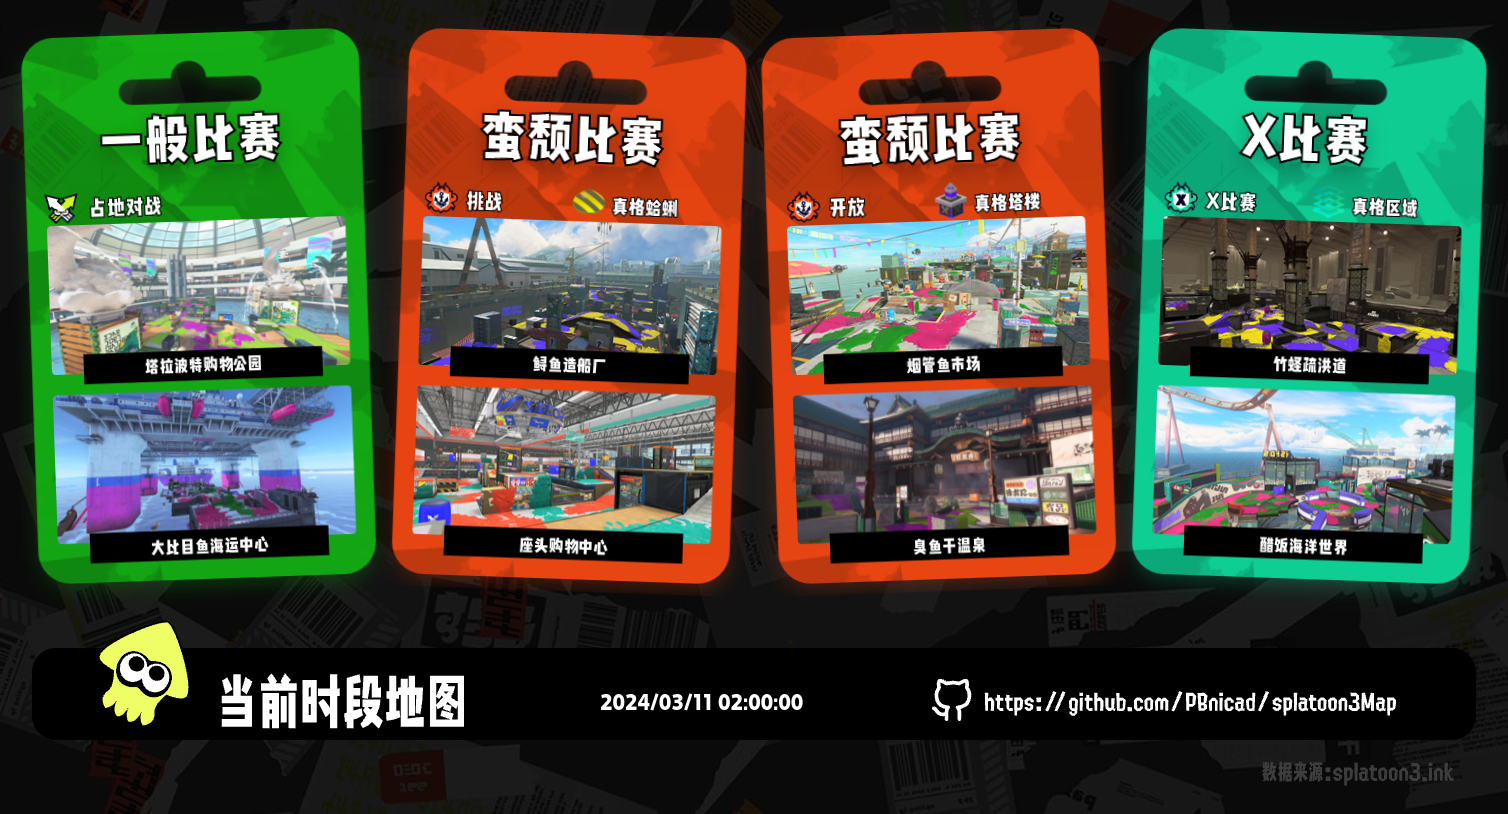 一般比赛
占地对战
塔拉波特购物公园
大比目鱼海运中心
蛮颓比赛
挑战
真格蛤蜊
鲟鱼造船厂
座头购物中心
蛮颓比赛
开放
真格塔楼
烟管鱼市场
臭鱼干温泉
X比赛
X比赛
真格区域
竹蛏疏洪道
醋饭海洋世界
当前时段地图
2024/03/11 02:00:00
https://github.com/PBnicad/splatoon3Map
数据来源:splatoon3.ink